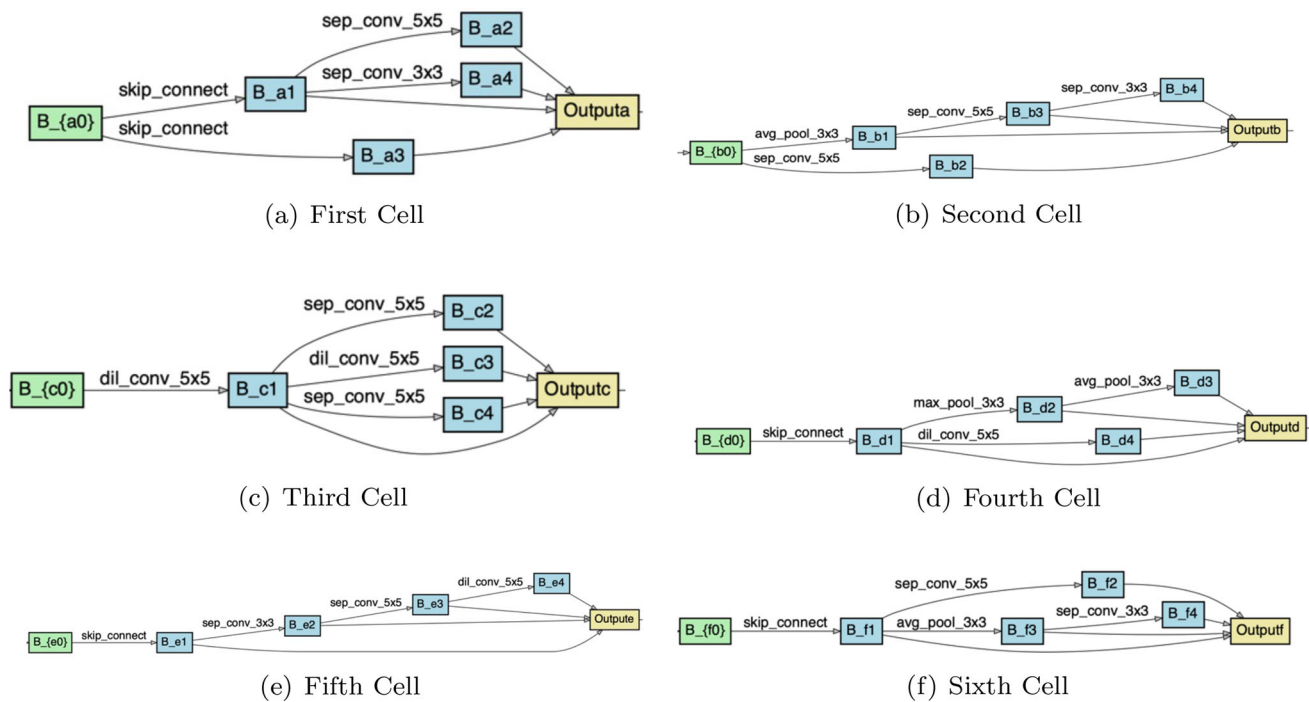 sep_conv_5x5
B_a2
sep_conv_3x3
B_a4
skip_connect
B_a1
Outputa
B_{a0}
skip_connect
B_a3
(a) First Cell
sep_conv_3x3
B_b4
sep_conv_5x5
B_b3
avg_pool_3x3
B_b1
Outputb
B_{b0}
sep_conv_5x5
B_b2
(b) Second Cell
sep_conv_5x5
B_c2
dil_conv_5x5
B_c3
B_{c0}
dil_conv_5x5
B_c1
Outputc
sep_conv_5x5
B_c4
(c) Third Cell
avg_pool_3x3
B_d3
max_pool_3x3
B_d2
Outputd
B_{d0}
skip_connect
B_d1
dil_conv_5x5
B_d4
(d) Fourth Cell
dil_conv_5x5
B_e4
sep_conv_5x5
B_e3
sep_conv_3x3
B_e2
Outpute
B_{e0}
skip_connect
B_e1
(e) Fifth Cell
sep_conv_5x5
B_f2
sep_conv_3x3
B_f4
B_{f0}
skip_connect
B_f1
avg_pool_3x3
B_f3
Outputf
(f) Sixth Cell